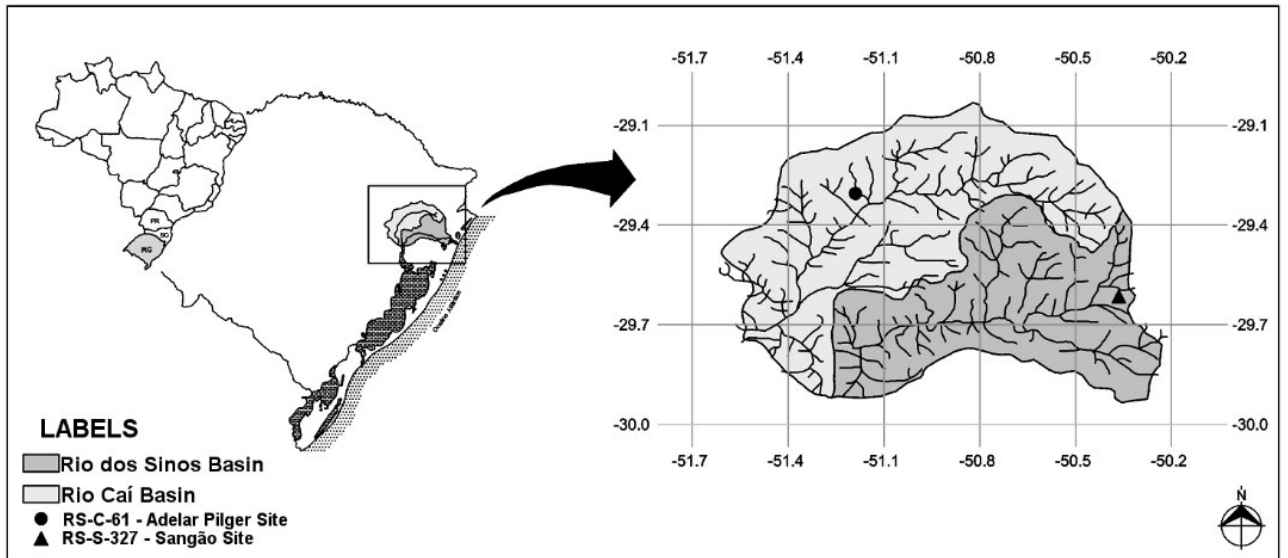 -51.7 -51.4 -51.1 -50.8 -50.5 -50.2
-29.1 -29.1
-29.4 -29.4
-29.7 -29.7
-30.0 -30.0
-51.7 -51.4 -51.1 -50.8 -50.5 -50.2
PR
LABELS
Rio dos Sinos Basin
Rio Caí Basin
RS-C-61 - Adelar Pilger Site
RS-S-327 - Sangão Site
N